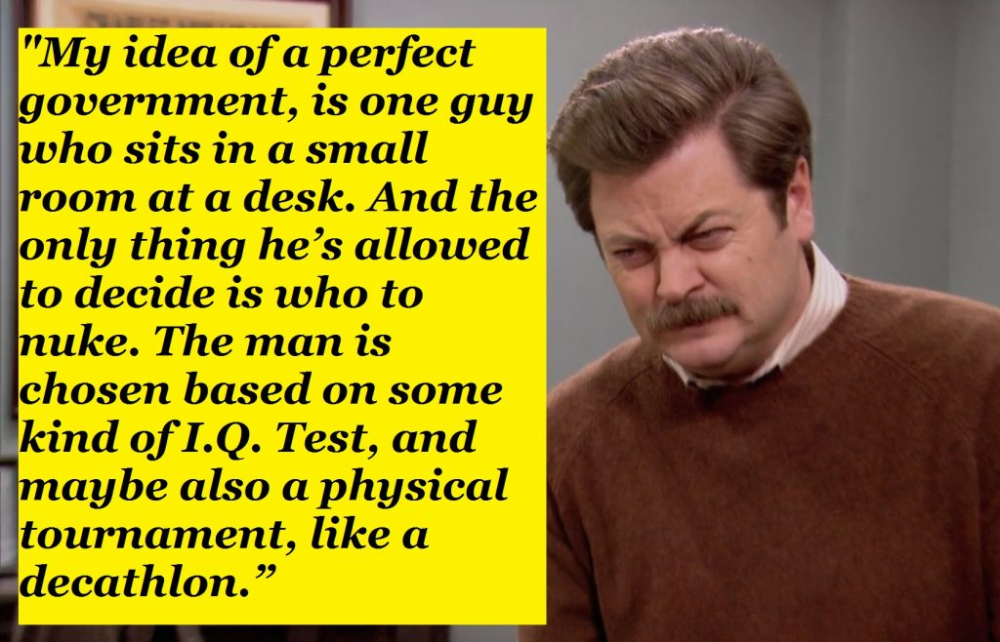 "My idea of a perfect
government, is one guy
who sits in a small
room at a desk. And the
only thing he’s allowed
to decide is who to
nuke. The man is
chosen based on some
kind of I.Q. Test, and
maybe also a physical
tournament, like a
decathlon.”